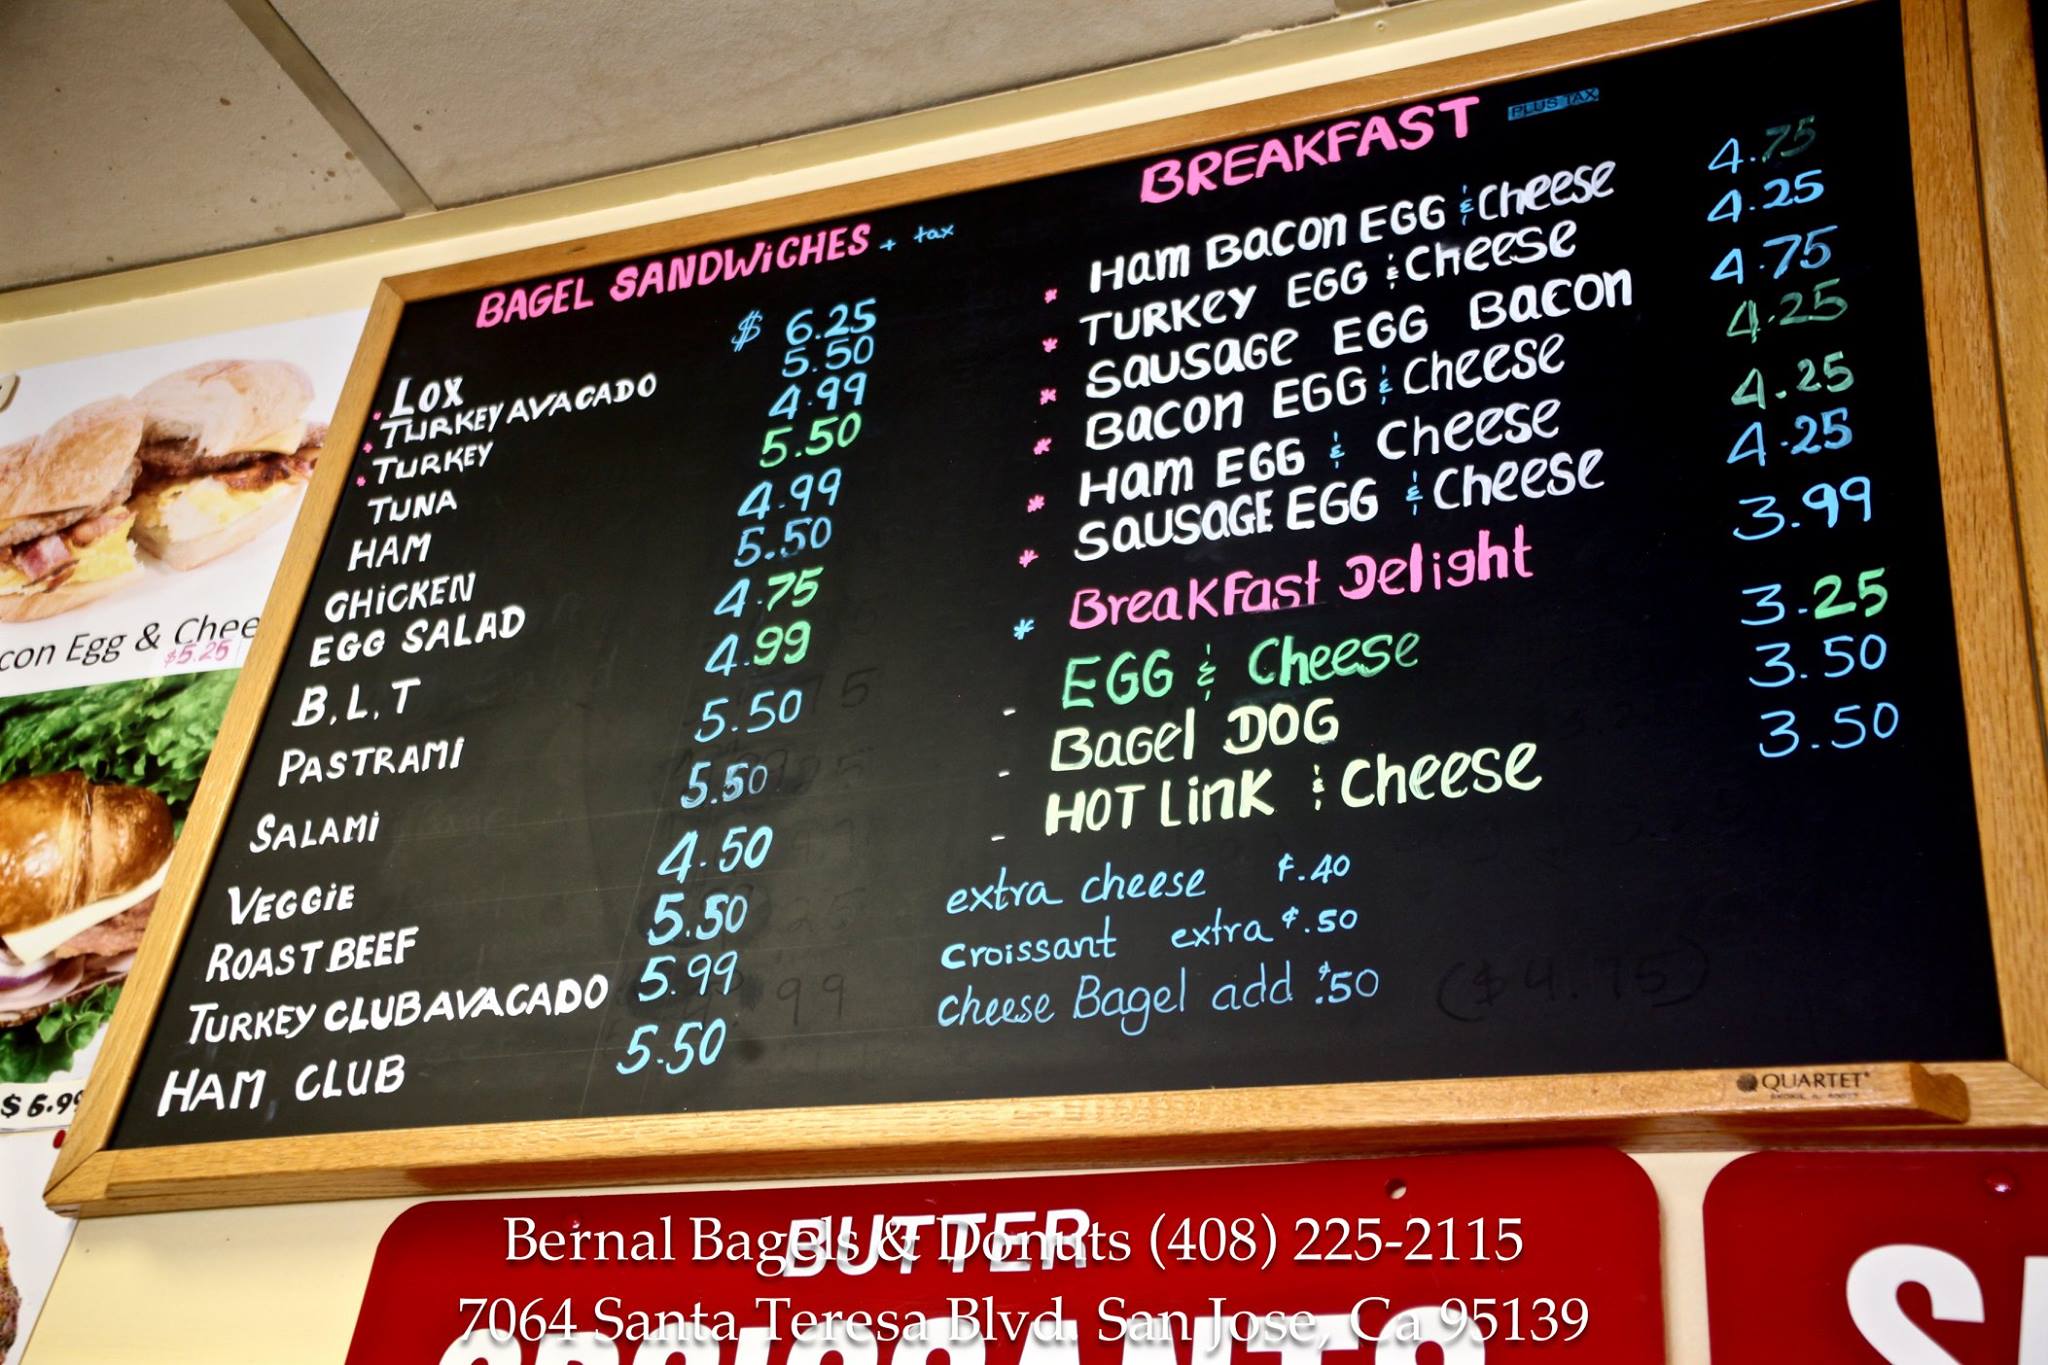 BAGEL SANDWiCHES + tax
LOX $ 6.25
TURKEY AVACADO 5.50
TURKEY 4.99
TUNA 5.50
HAM 4.99
CHiCKEN 5.50
EGG SALAD 4.75
B.L.T 4.99
PASTRAMi 5.50
SALAMi 5.50
VEGGiE 4.50
ROAST BEEF 5.50
TURKEY CLUB AVACADO 5.99
HAM CLUB 5.50
BREAKFAST PLUS TAX
* Ham Bacon EGG & Cheese 4.75
* TURKEY EGG & Cheese 4.25
* Sausage EGG Bacon 4.75
* Bacon EGG & Cheese 4.25
* Ham EGG & Cheese 4.25
* SAUSAGE EGG & Cheese 4.25
* BreaKFast Delight 3.99
- EGG & Cheese 3.25
- Bagel DOG 3.50
- HOT LinK & Cheese 3.50
extra cheese ¢.40
Croissant extra ¢.50
Cheese Bagel add ¢.50
($4.75)
con Egg & Chee
$5.25
$6.99
QUARTET
BUTTER
CROISSANTS
Bernal Bagels & Donuts (408) 225-2115
7064 Santa Teresa Blvd. San Jose, Ca 95139